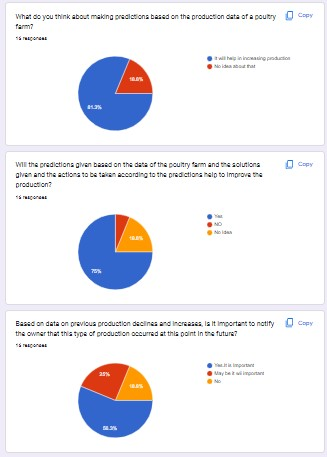 What do you think about making predictions based on the production data of a poultry
farm?
Copy
16 responses
It will help in increasing production
No idea about that
18.8%
81.3%
Will the predictions given based on the data of the poultry farm and the solutions
given and the actions to be taken according to the predictions help to improve the
production?
Copy
16 responses
Yes
NO
No idea
18.8%
75%
Based on data on previous production declines and increases, is it important to notify
the owner that this type of production occurred at this point in the future?
Copy
16 responses
Yes it is important
May be it will important
No
25%
18.8%
56.3%